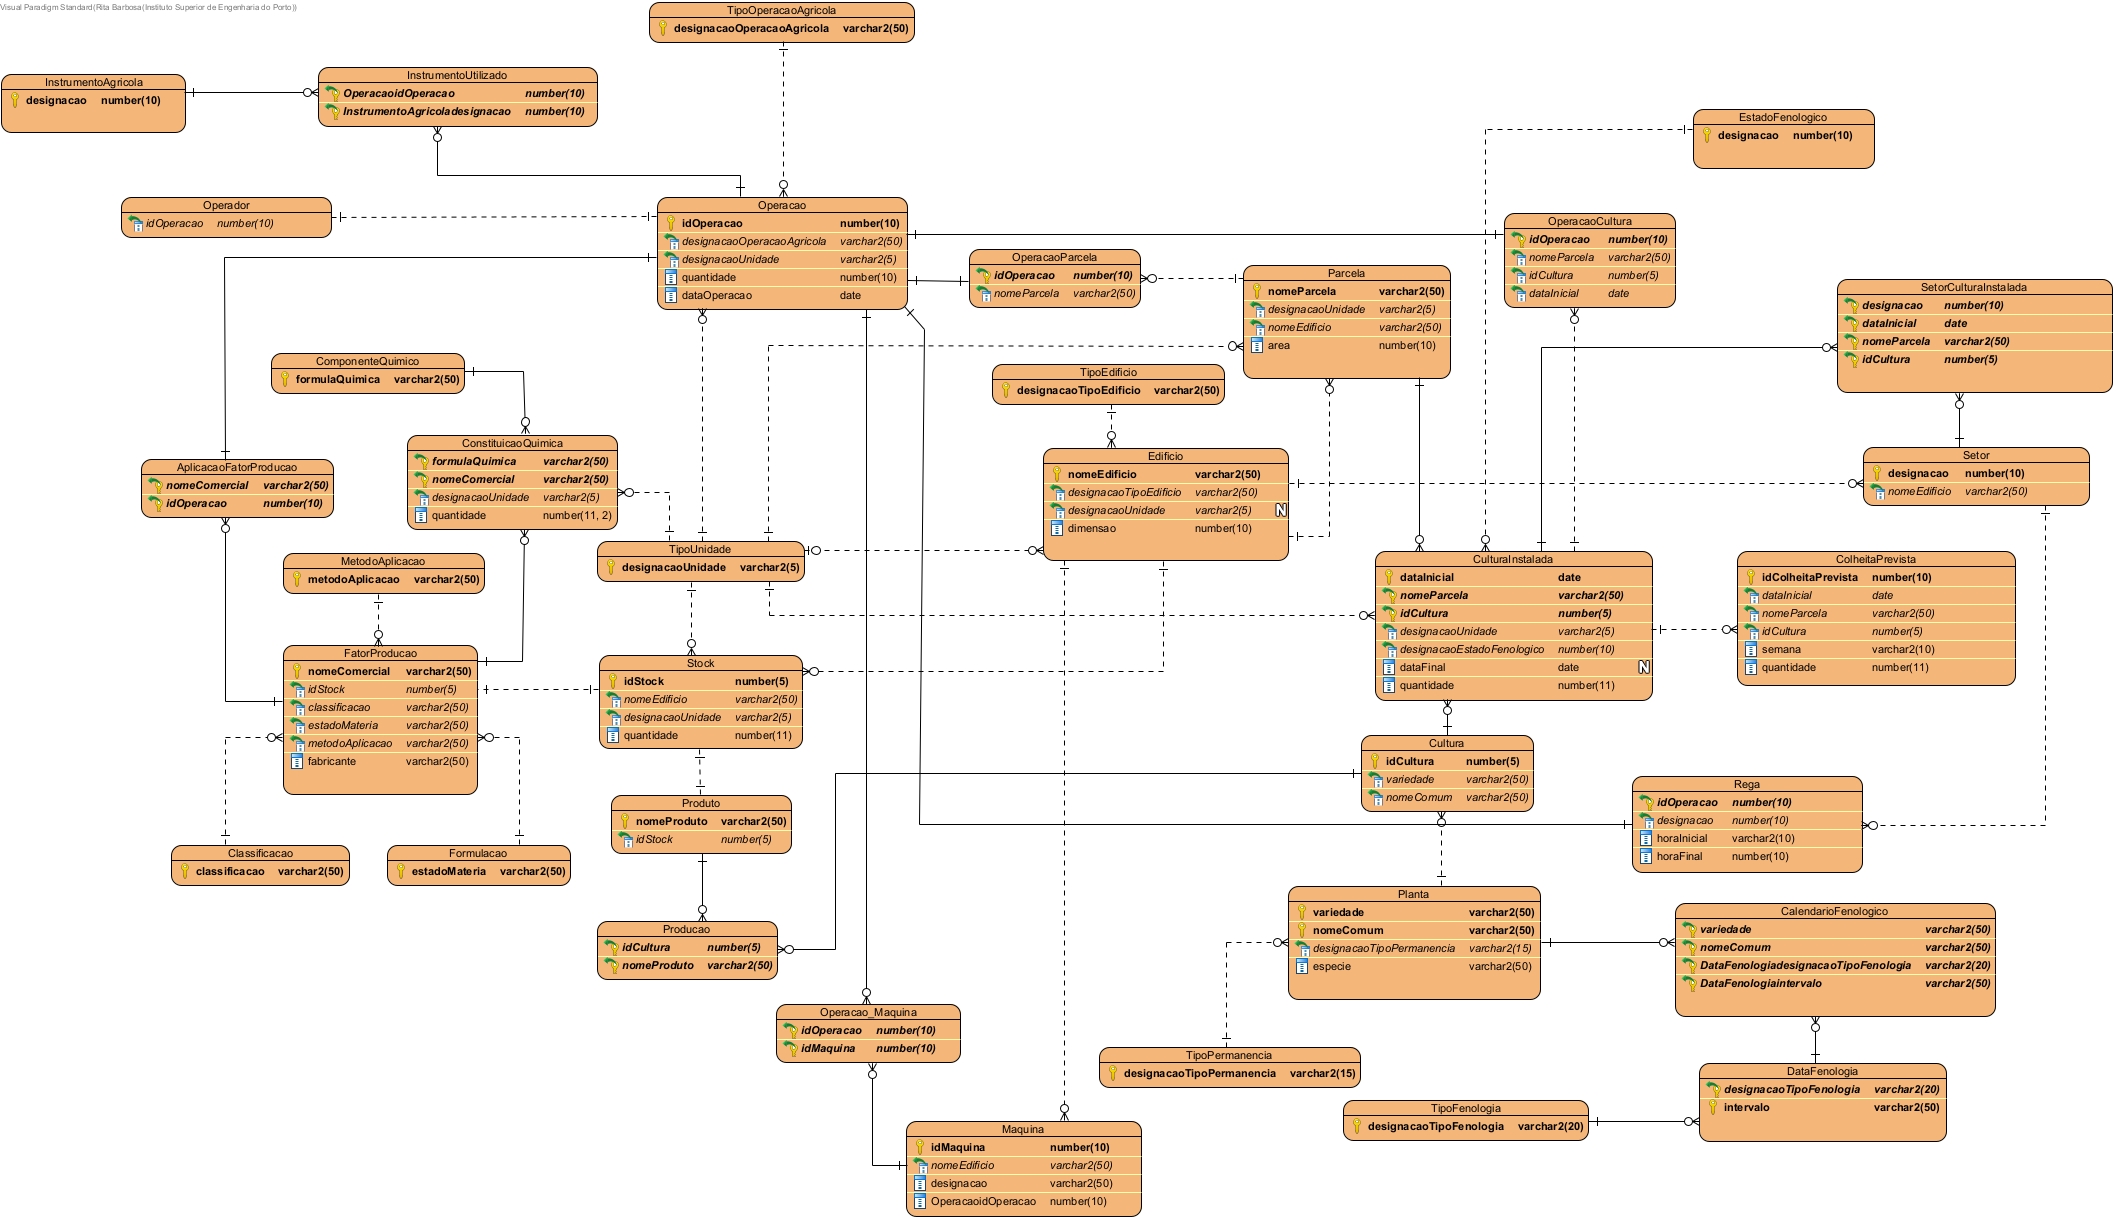 Visual Paradigm Standard(Rita Barbosa(Instituto Superior de Engenharia do Porto))
TipoOperacaoAgricola
designacaoOperacaoAgricola varchar2(50)
InstrumentoAgricola
designacao number(10)
InstrumentoUtilizado
OperacaoidOperacao number(10)
InstrumentoAgricoladesignacao number(10)
EstadoFenologico
designacao number(10)
Operador
idOperacao number(10)
Operacao
idOperacao number(10)
designacaoOperacaoAgricola varchar2(50)
designacaoUnidade varchar2(5)
quantidade number(10)
dataOperacao date
OperacaoParcela
idOperacao number(10)
nomeParcela varchar2(50)
Parcela
nomeParcela varchar2(50)
designacaoUnidade varchar2(5)
nomeEdificio varchar2(50)
area number(10)
OperacaoCultura
idOperacao number(10)
nomeParcela varchar2(50)
idCultura number(5)
dataInicial date
SetorCulturaInstalada
designacao number(10)
dataInicial date
nomeParcela varchar2(50)
idCultura number(5)
ComponenteQuimico
formulaQuimica varchar2(50)
TipoEdificio
designacaoTipoEdificio varchar2(50)
ConstituicaoQuimica
formulaQuimica varchar2(50)
nomeComercial varchar2(50)
designacaoUnidade varchar2(5)
quantidade number(11, 2)
AplicacaoFatorProducao
nomeComercial varchar2(50)
idOperacao number(10)
Edificio
nomeEdificio varchar2(50)
designacaoTipoEdificio varchar2(50)
designacaoUnidade varchar2(5) N
dimensao number(10)
Setor
designacao number(10)
nomeEdificio varchar2(50)
MetodoAplicacao
metodoAplicacao varchar2(50)
TipoUnidade
designacaoUnidade varchar2(5)
CulturaInstalada
dataInicial date
nomeParcela varchar2(50)
idCultura number(5)
designacaoUnidade varchar2(5)
designacaoEstadoFenologico number(10)
dataFinal date N
quantidade number(11)
ColheitaPrevista
idColheitaPrevista number(10)
dataInicial date
nomeParcela varchar2(50)
idCultura number(5)
semana varchar2(10)
quantidade number(11)
FatorProducao
nomeComercial varchar2(50)
idStock number(5)
classificacao varchar2(50)
estadoMateria varchar2(50)
metodoAplicacao varchar2(50)
fabricante varchar2(50)
Stock
idStock number(5)
nomeEdificio varchar2(50)
designacaoUnidade varchar2(5)
quantidade number(11)
Cultura
idCultura number(5)
variedade varchar2(50)
nomeComum varchar2(50)
Produto
nomeProduto varchar2(50)
idStock number(5)
Rega
idOperacao number(10)
designacao number(10)
horaInicial varchar2(10)
horaFinal number(10)
Classificacao
classificacao varchar2(50)
Formulacao
estadoMateria varchar2(50)
Producao
idCultura number(5)
nomeProduto varchar2(50)
Planta
variedade varchar2(50)
nomeComum varchar2(50)
designacaoTipoPermanencia varchar2(15)
especie varchar2(50)
CalendarioFenologico
variedade varchar2(50)
nomeComum varchar2(50)
DataFenologiadesignacaoTipoFenologia varchar2(20)
DataFenologiaintervalo varchar2(50)
Operacao_Maquina
idOperacao number(10)
idMaquina number(10)
TipoPermanencia
designacaoTipoPermanencia varchar2(15)
DataFenologia
designacaoTipoFenologia varchar2(20)
intervalo varchar2(50)
TipoFenologia
designacaoTipoFenologia varchar2(20)
Maquina
idMaquina number(10)
nomeEdificio varchar2(50)
designacao varchar2(50)
OperacaoidOperacao number(10)